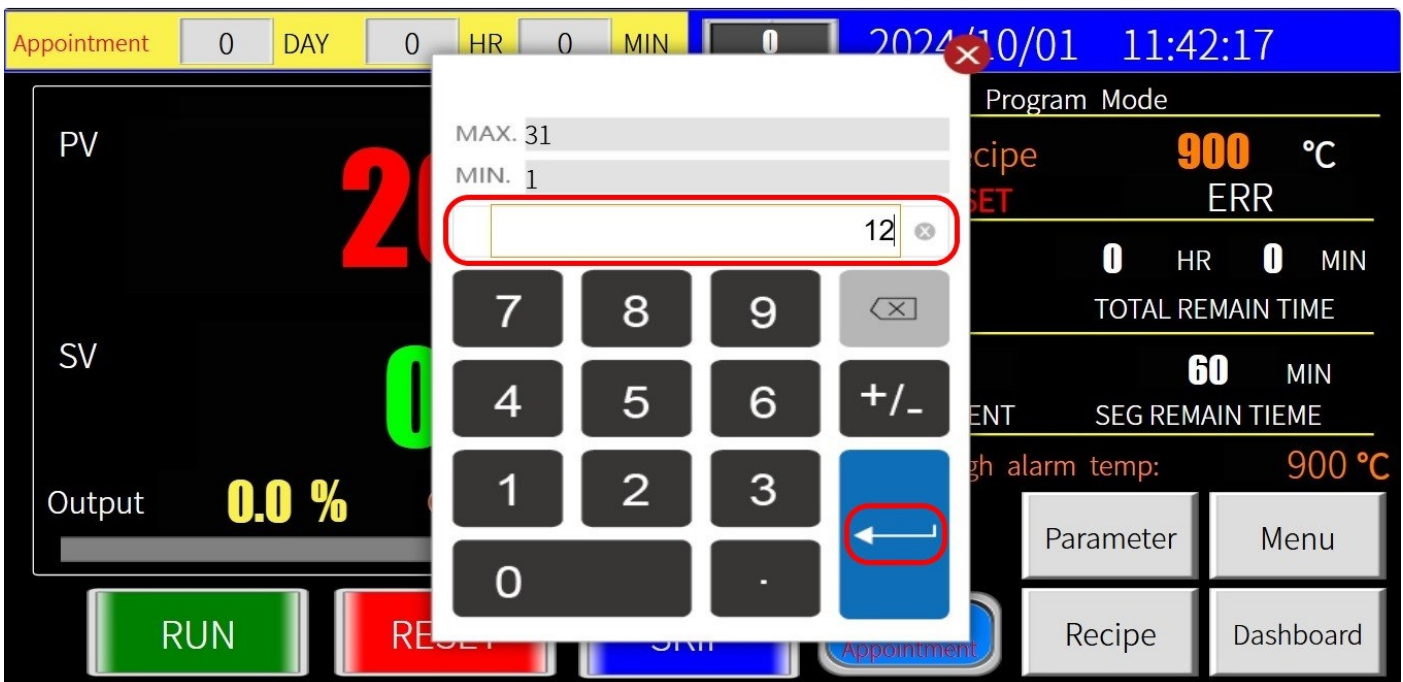 Appointment 0 DAY 0 HR 0 MIN 0 2024/10/01 11:42:17
Program Mode
MAX. 31
MIN. 1
12
PV
900 °C
ERR
0 HR 0 MIN
TOTAL REMAIN TIME
7 8 9
SV
60 MIN
4 5 6 +/-
SEG REMAIN TIEME
alarm temp: 900 °C
1 2 3
Output 0.0 %
Parameter Menu
0 .
RUN
Appointment
Recipe Dashboard